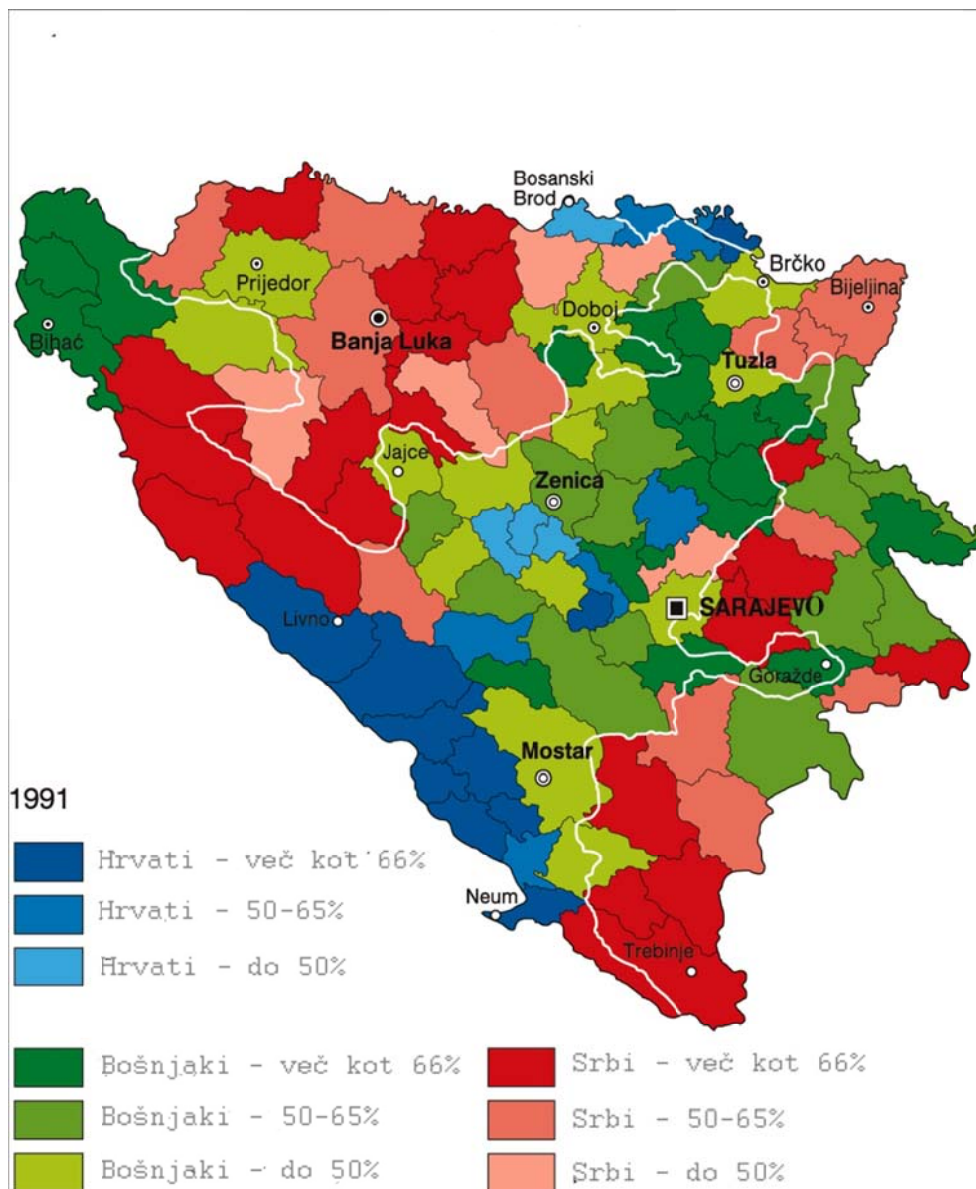 Bosanski
Brod
Brčko
Prijedor
Bijeljina
Doboj
Bihać
Banja Luka
Tuzla
Jajce
Zenica
SARAJEVO
Livno
Goražde
Mostar
1991
Hrvati - več kot 66%
Neum
Hrvati - 50-65%
Trebinje
Hrvati - do 50%
Bošnjaki - več kot 66%
Srbi - več kot 66%
Bošnjaki - 50-65%
Srbi - 50-65%
Bošnjaki - do 50%
Srbi - do 50%